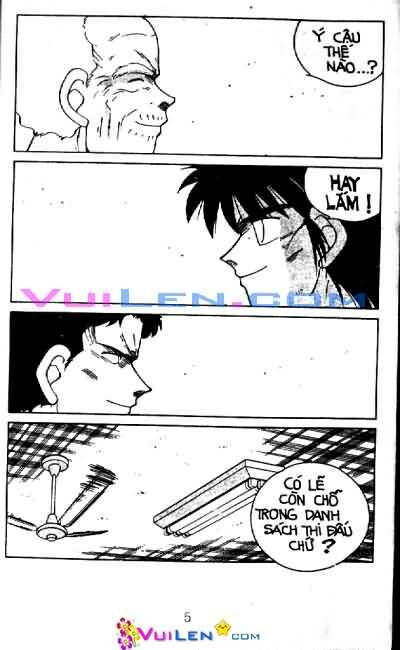 Ý CẬU
THẾ
NÀO...?
HAY
LẮM!
VUILEN.COM
CÓ LẼ
CÒN CHỖ
TRONG DANH
SÁCH THI ĐẤU
CHỨ?
5
VUILEN.COM